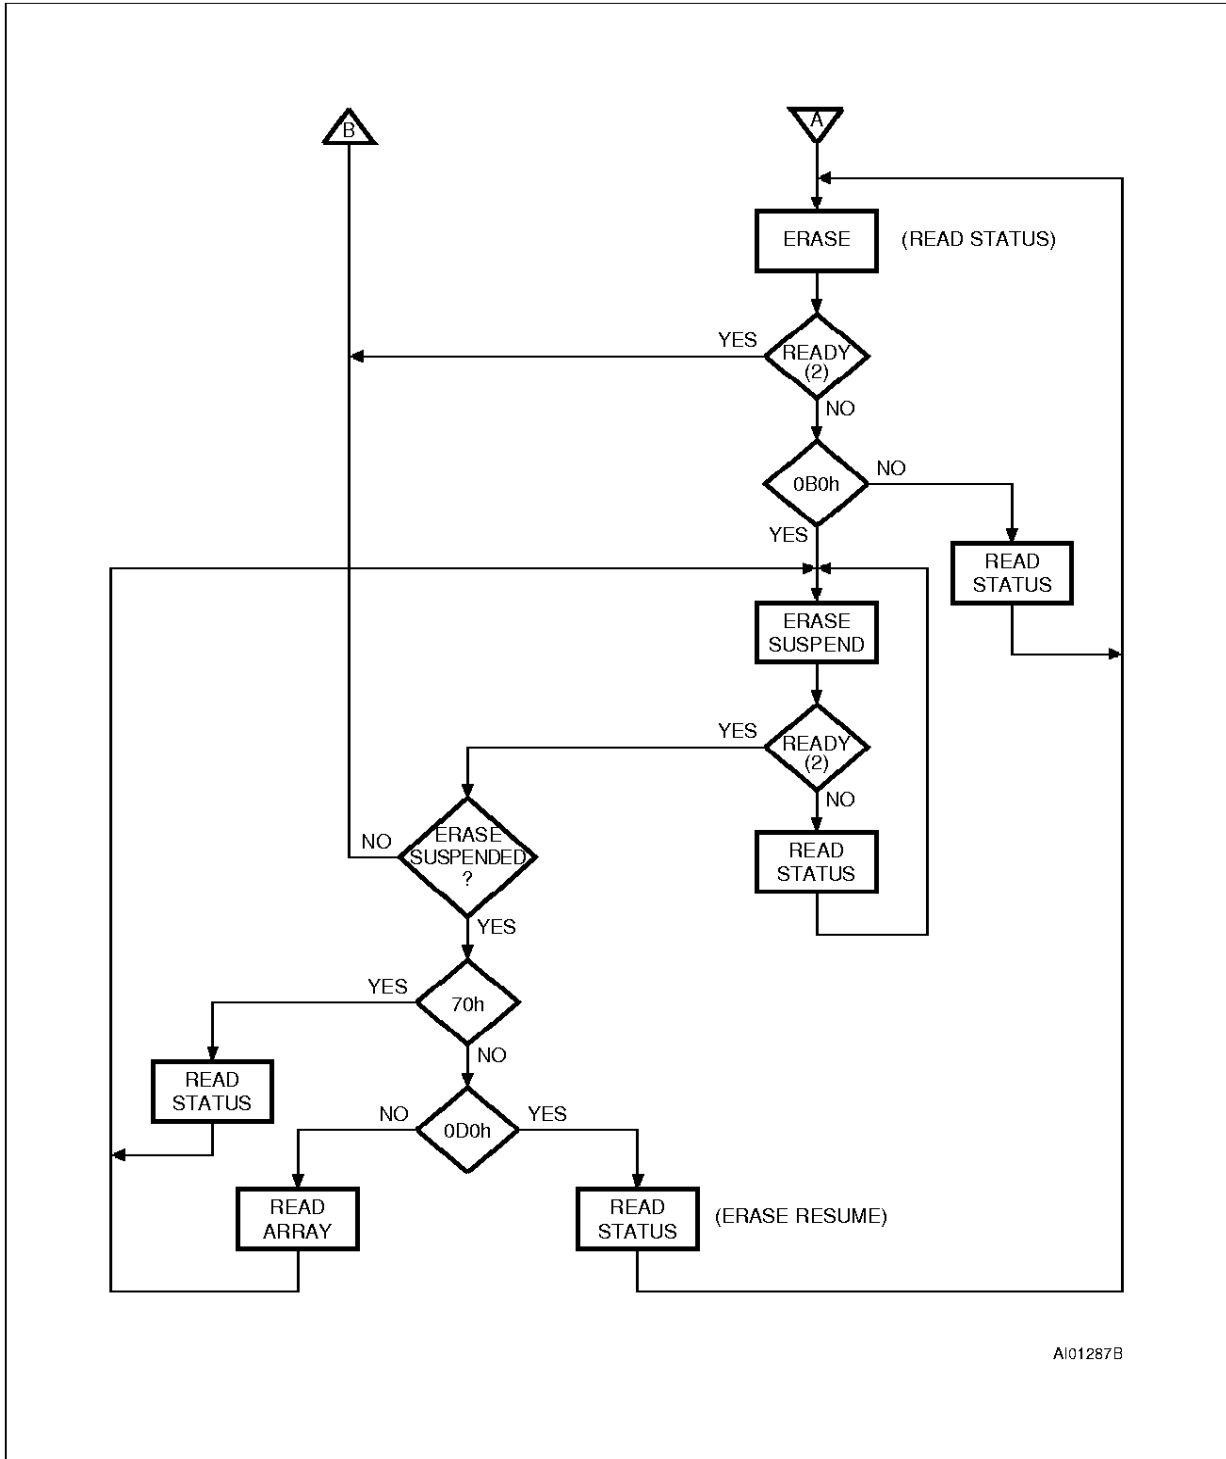 B
A
ERASE
(READ STATUS)
YES
READY
(2)
NO
0B0h
NO
YES
READ
STATUS
ERASE
SUSPEND
YES
READY
(2)
NO
NO
ERASE
SUSPENDED
?
READ
STATUS
YES
YES
70h
NO
READ
STATUS
NO
0D0h
YES
READ
ARRAY
READ
STATUS
(ERASE RESUME)
AI01287B